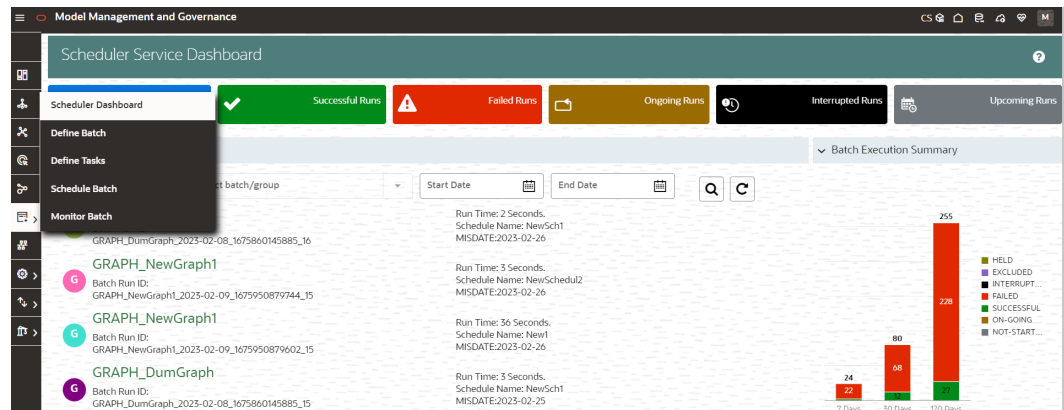 Model Management and Governance
CS
M
Scheduler Service Dashboard
?
Scheduler Dashboard
Define Batch
Define Tasks
Schedule Batch
Monitor Batch
Successful Runs
Failed Runs
Ongoing Runs
Interrupted Runs
Upcoming Runs
Batch Execution Summary
ct batch/group
Start Date
End Date
Run Time: 2 Seconds.
Schedule Name: NewSch1
MISDATE:2023-02-26
GRAPH_DumGraph_2023-02-08_1675860145885_16
G
GRAPH_NewGraph1
Batch Run ID:
GRAPH_NewGraph1_2023-02-09_1675950879744_15
Run Time: 3 Seconds.
Schedule Name: NewSchedul2
MISDATE:2023-02-26
G
GRAPH_NewGraph1
Batch Run ID:
GRAPH_NewGraph1_2023-02-09_1675950879602_15
Run Time: 36 Seconds.
Schedule Name: New1
MISDATE:2023-02-26
G
GRAPH_DumGraph
Batch Run ID:
GRAPH_DumGraph_2023-02-08_1675860145885_15
Run Time: 3 Seconds.
Schedule Name: NewSch1
MISDATE:2023-02-25
255
228
27
80
68
12
24
22
7 Days
30 Days
120 Days
HELD
EXCLUDED
INTERRUPT...
FAILED
SUCCESSFUL
ON-GOING
NOT-START...